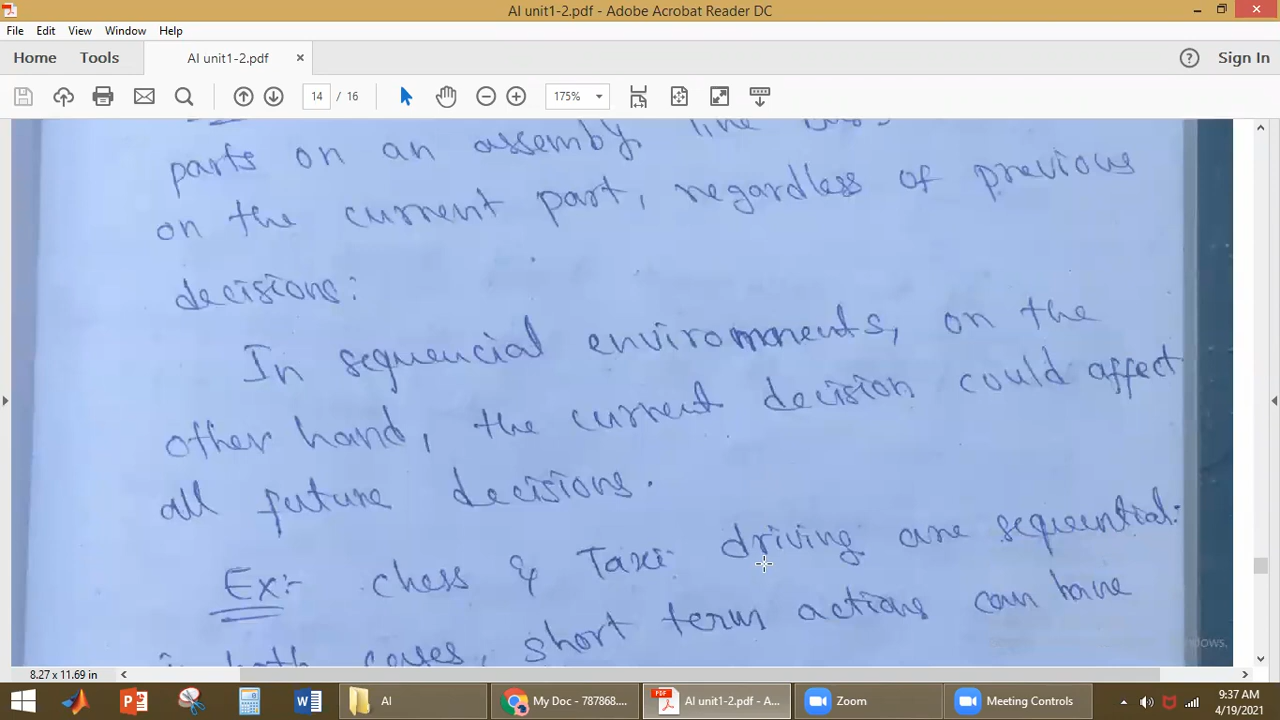 AI unit1-2.pdf - Adobe Acrobat Reader DC
File Edit View Window Help
Home Tools AI unit1-2.pdf × Sign In
14 / 16 175%
parts on an assembly line
on the current part, regardless of previous
decisions:
In sequencial environments, on the
other hand, the current decision could affect
all future decisions.
Ex:- chess & Taxi driving are sequential:
in both cases, short term actions can have
8.27 x 11.69 in
AI My Doc - 787868.... AI unit1-2.pdf - A... Zoom Meeting Controls 9:37 AM
4/19/2021